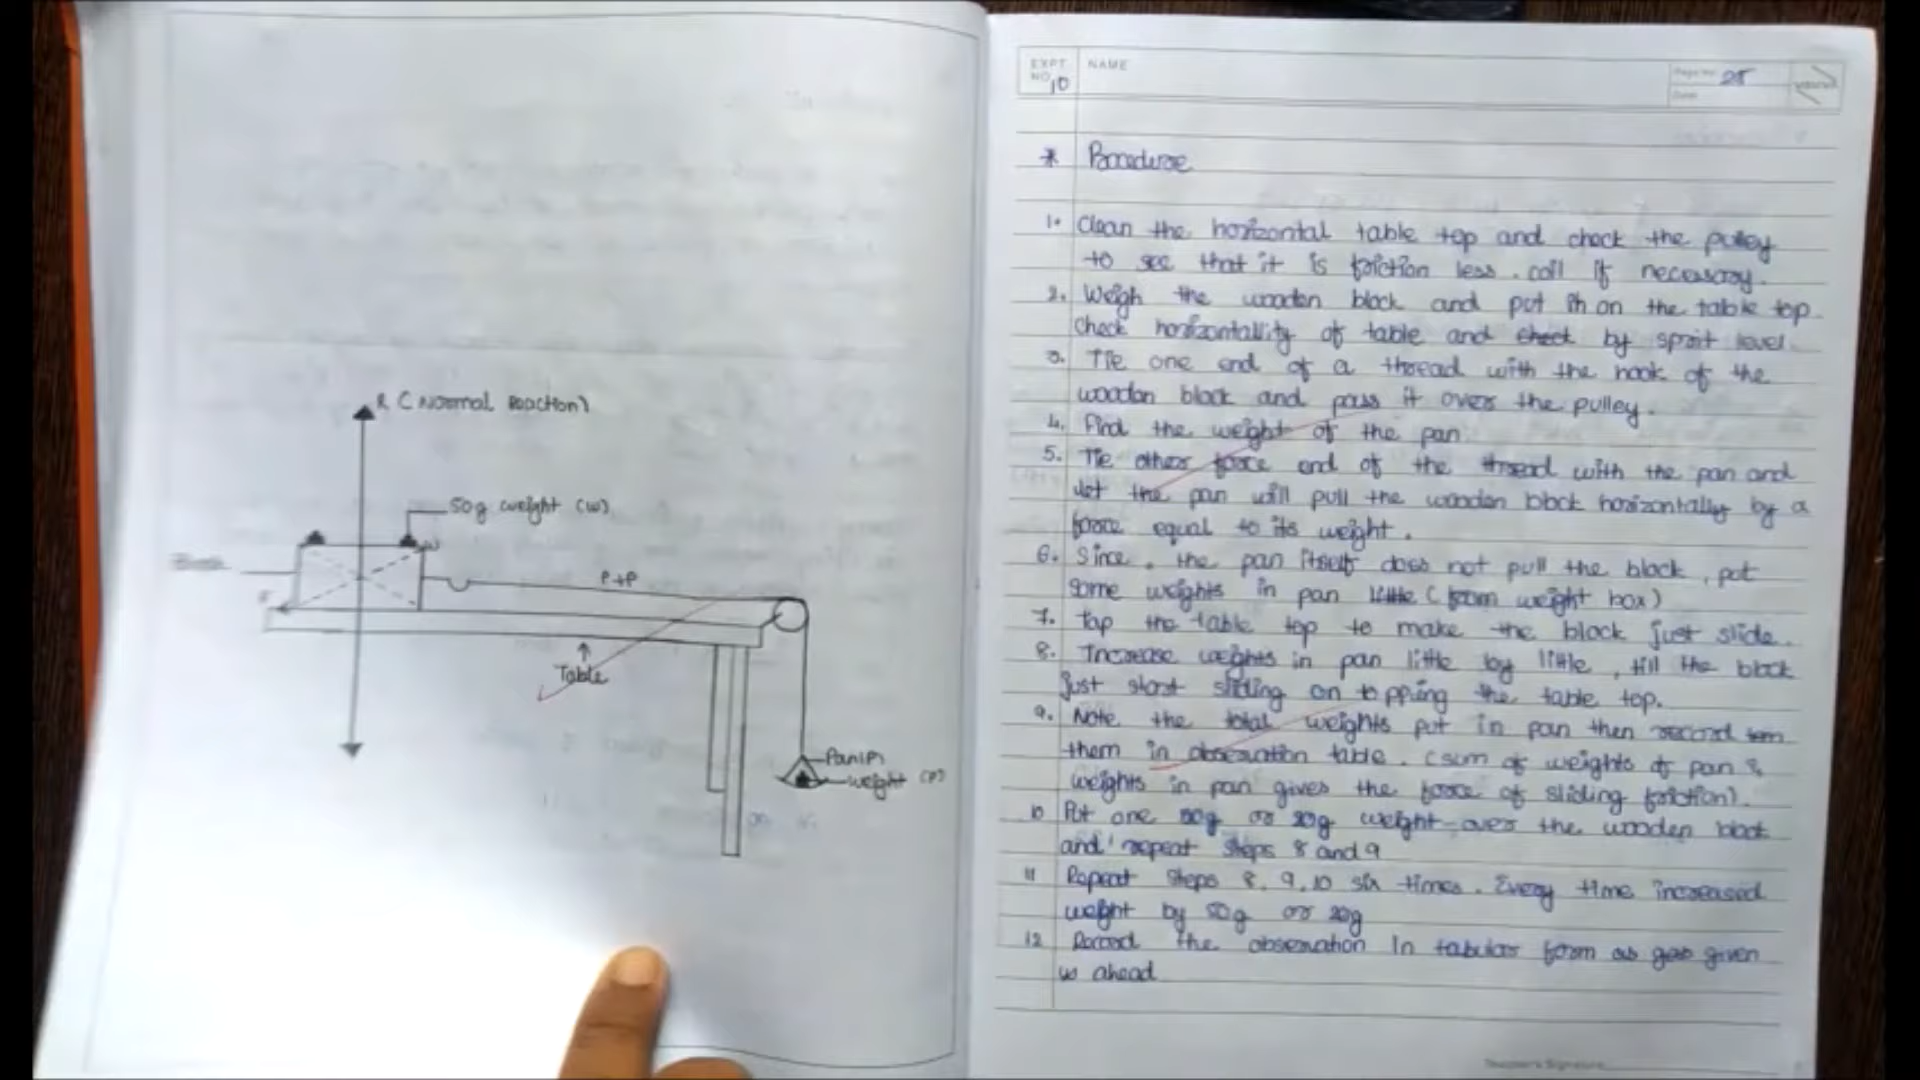 R (Normal Reaction)
50g weight (w)
w
Block
F
P+P
Table
Pan(P)
weight (P)
EXPT. NO. 10
NAME
Page No. 25
Date
* Procedure
1. Clean the horizontal table top and check the pulley
to see that it is friction less. coil if necessary.
2. Weigh the wooden block and put in on the table top
check horizontallity of table and sheet by sprit level.
3. Tie one end of a thread with the hook of the
wooden block and pass it over the pulley.
4. Find the weight of the pan
5. Tie other force end of the thread with the pan and
let the pan will pull the wooden block horizontally by a
force equal to its weight.
6. Since, the pan itself does not pull the block, put
some weights in pan little (from weight box)
7. Tap the table top to make the block just slide.
8. Increase weights in pan little by little, till the block
just start sliding on topping the table top.
9. Note the total weights put in pan then record
them in observation table. (sum of weights of pan &
weights in pan gives the force of sliding friction).
10 Put one 50g or 20g weight over the wooden block
and repeat steps 8 and 9
11 Repeat steps 8, 9, 10 six times. Every time increased
weight by 50g or 20g
12 Record the observation in tabular form as given
ahead
Teacher's Signature